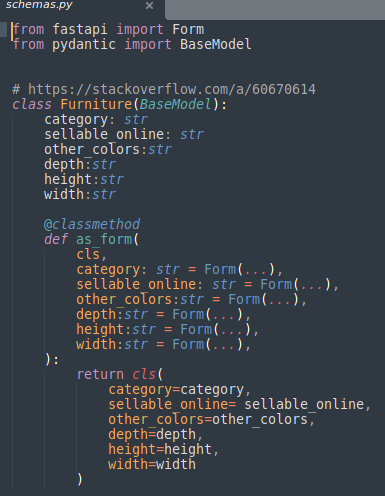 schemas.py ×
from fastapi import Form
from pydantic import BaseModel
# https://stackoverflow.com/a/60670614
class Furniture(BaseModel):
    category: str
    sellable_online: str
    other_colors:str
    depth:str
    height:str
    width:str
    @classmethod
    def as_form(
        cls,
        category: str = Form(...),
        sellable_online: str = Form(...),
        other_colors:str = Form(...),
        depth:str = Form(...),
        height:str = Form(...),
        width:str = Form(...),
    ):
        return cls(
            category=category,
            sellable_online= sellable_online,
            other_colors=other_colors,
            depth=depth,
            height=height,
            width=width
        )